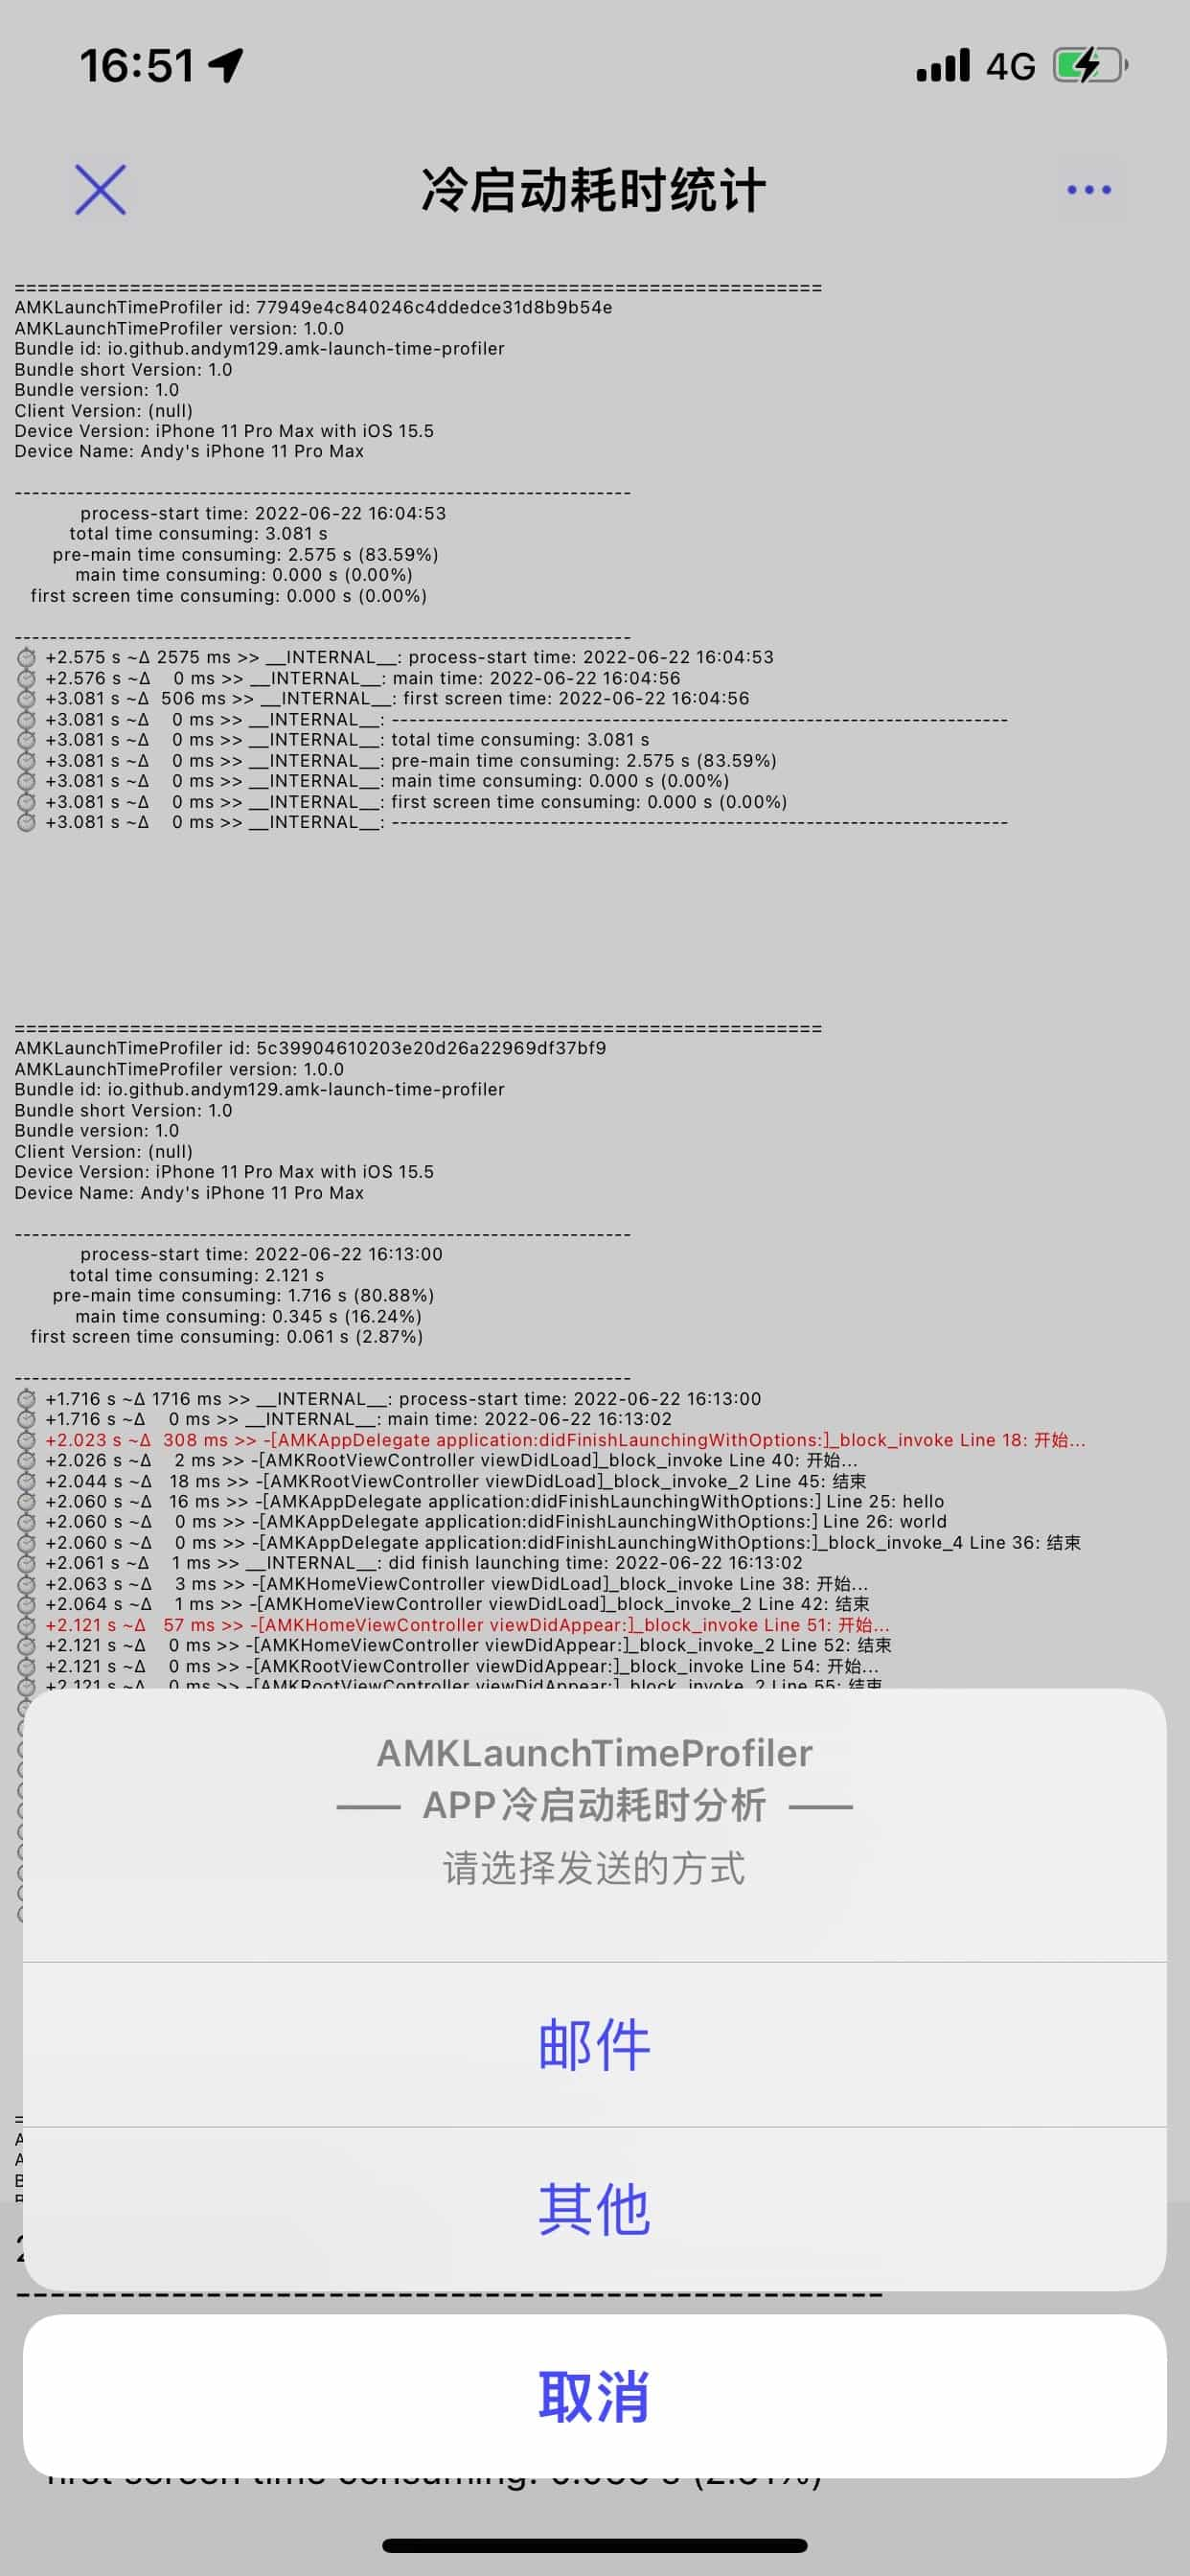 16:51
4G
冷启动耗时统计
======================================================================
AMKLaunchTimeProfiler id: 77949e4c840246c4ddedce31d8b9b54e
AMKLaunchTimeProfiler version: 1.0.0
Bundle id: io.github.andym129.amk-launch-time-profiler
Bundle short Version: 1.0
Bundle version: 1.0
Client Version: (null)
Device Version: iPhone 11 Pro Max with iOS 15.5
Device Name: Andy's iPhone 11 Pro Max
----------------------------------------------------------------------
process-start time: 2022-06-22 16:04:53
total time consuming: 3.081 s
pre-main time consuming: 2.575 s (83.59%)
main time consuming: 0.000 s (0.00%)
first screen time consuming: 0.000 s (0.00%)
----------------------------------------------------------------------
+2.575 s ~∆ 2575 ms >> __INTERNAL__: process-start time: 2022-06-22 16:04:53
+2.576 s ~∆ 0 ms >> __INTERNAL__: main time: 2022-06-22 16:04:56
+3.081 s ~∆ 506 ms >> __INTERNAL__: first screen time: 2022-06-22 16:04:56
+3.081 s ~∆ 0 ms >> __INTERNAL__: ----------------------------------------------------------------------
+3.081 s ~∆ 0 ms >> __INTERNAL__: total time consuming: 3.081 s
+3.081 s ~∆ 0 ms >> __INTERNAL__: pre-main time consuming: 2.575 s (83.59%)
+3.081 s ~∆ 0 ms >> __INTERNAL__: main time consuming: 0.000 s (0.00%)
+3.081 s ~∆ 0 ms >> __INTERNAL__: first screen time consuming: 0.000 s (0.00%)
+3.081 s ~∆ 0 ms >> __INTERNAL__: ----------------------------------------------------------------------
======================================================================
AMKLaunchTimeProfiler id: 5c39904610203e20d26a22969df37bf9
AMKLaunchTimeProfiler version: 1.0.0
Bundle id: io.github.andym129.amk-launch-time-profiler
Bundle short Version: 1.0
Bundle version: 1.0
Client Version: (null)
Device Version: iPhone 11 Pro Max with iOS 15.5
Device Name: Andy's iPhone 11 Pro Max
----------------------------------------------------------------------
process-start time: 2022-06-22 16:13:00
total time consuming: 2.121 s
pre-main time consuming: 1.716 s (80.88%)
main time consuming: 0.345 s (16.24%)
first screen time consuming: 0.061 s (2.87%)
----------------------------------------------------------------------
+1.716 s ~∆ 1716 ms >> __INTERNAL__: process-start time: 2022-06-22 16:13:00
+1.716 s ~∆ 0 ms >> __INTERNAL__: main time: 2022-06-22 16:13:02
+2.023 s ~∆ 308 ms >> -[AMKAppDelegate application:didFinishLaunchingWithOptions:]_block_invoke Line 18: 开始...
+2.026 s ~∆ 2 ms >> -[AMKRootViewController viewDidLoad]_block_invoke Line 40: 开始...
+2.044 s ~∆ 18 ms >> -[AMKRootViewController viewDidLoad]_block_invoke_2 Line 45: 结束
+2.060 s ~∆ 16 ms >> -[AMKAppDelegate application:didFinishLaunchingWithOptions:] Line 25: hello
+2.060 s ~∆ 0 ms >> -[AMKAppDelegate application:didFinishLaunchingWithOptions:] Line 26: world
+2.060 s ~∆ 0 ms >> -[AMKAppDelegate application:didFinishLaunchingWithOptions:]_block_invoke_4 Line 36: 结束
+2.061 s ~∆ 1 ms >> __INTERNAL__: did finish launching time: 2022-06-22 16:13:02
+2.063 s ~∆ 3 ms >> -[AMKHomeViewController viewDidLoad]_block_invoke Line 38: 开始...
+2.064 s ~∆ 1 ms >> -[AMKHomeViewController viewDidLoad]_block_invoke_2 Line 42: 结束
+2.121 s ~∆ 57 ms >> -[AMKHomeViewController viewDidAppear:]_block_invoke Line 51: 开始...
+2.121 s ~∆ 0 ms >> -[AMKHomeViewController viewDidAppear:]_block_invoke_2 Line 52: 结束
+2.121 s ~∆ 0 ms >> -[AMKRootViewController viewDidAppear:]_block_invoke Line 54: 开始...
+2.121 s ~∆ 0 ms >> -[AMKRootViewController viewDidAppear:]_block_invoke_2 Line 55: 结束
AMKLaunchTimeProfiler
—— APP冷启动耗时分析 ——
请选择发送的方式
邮件
其他
取消
first screen time consuming: